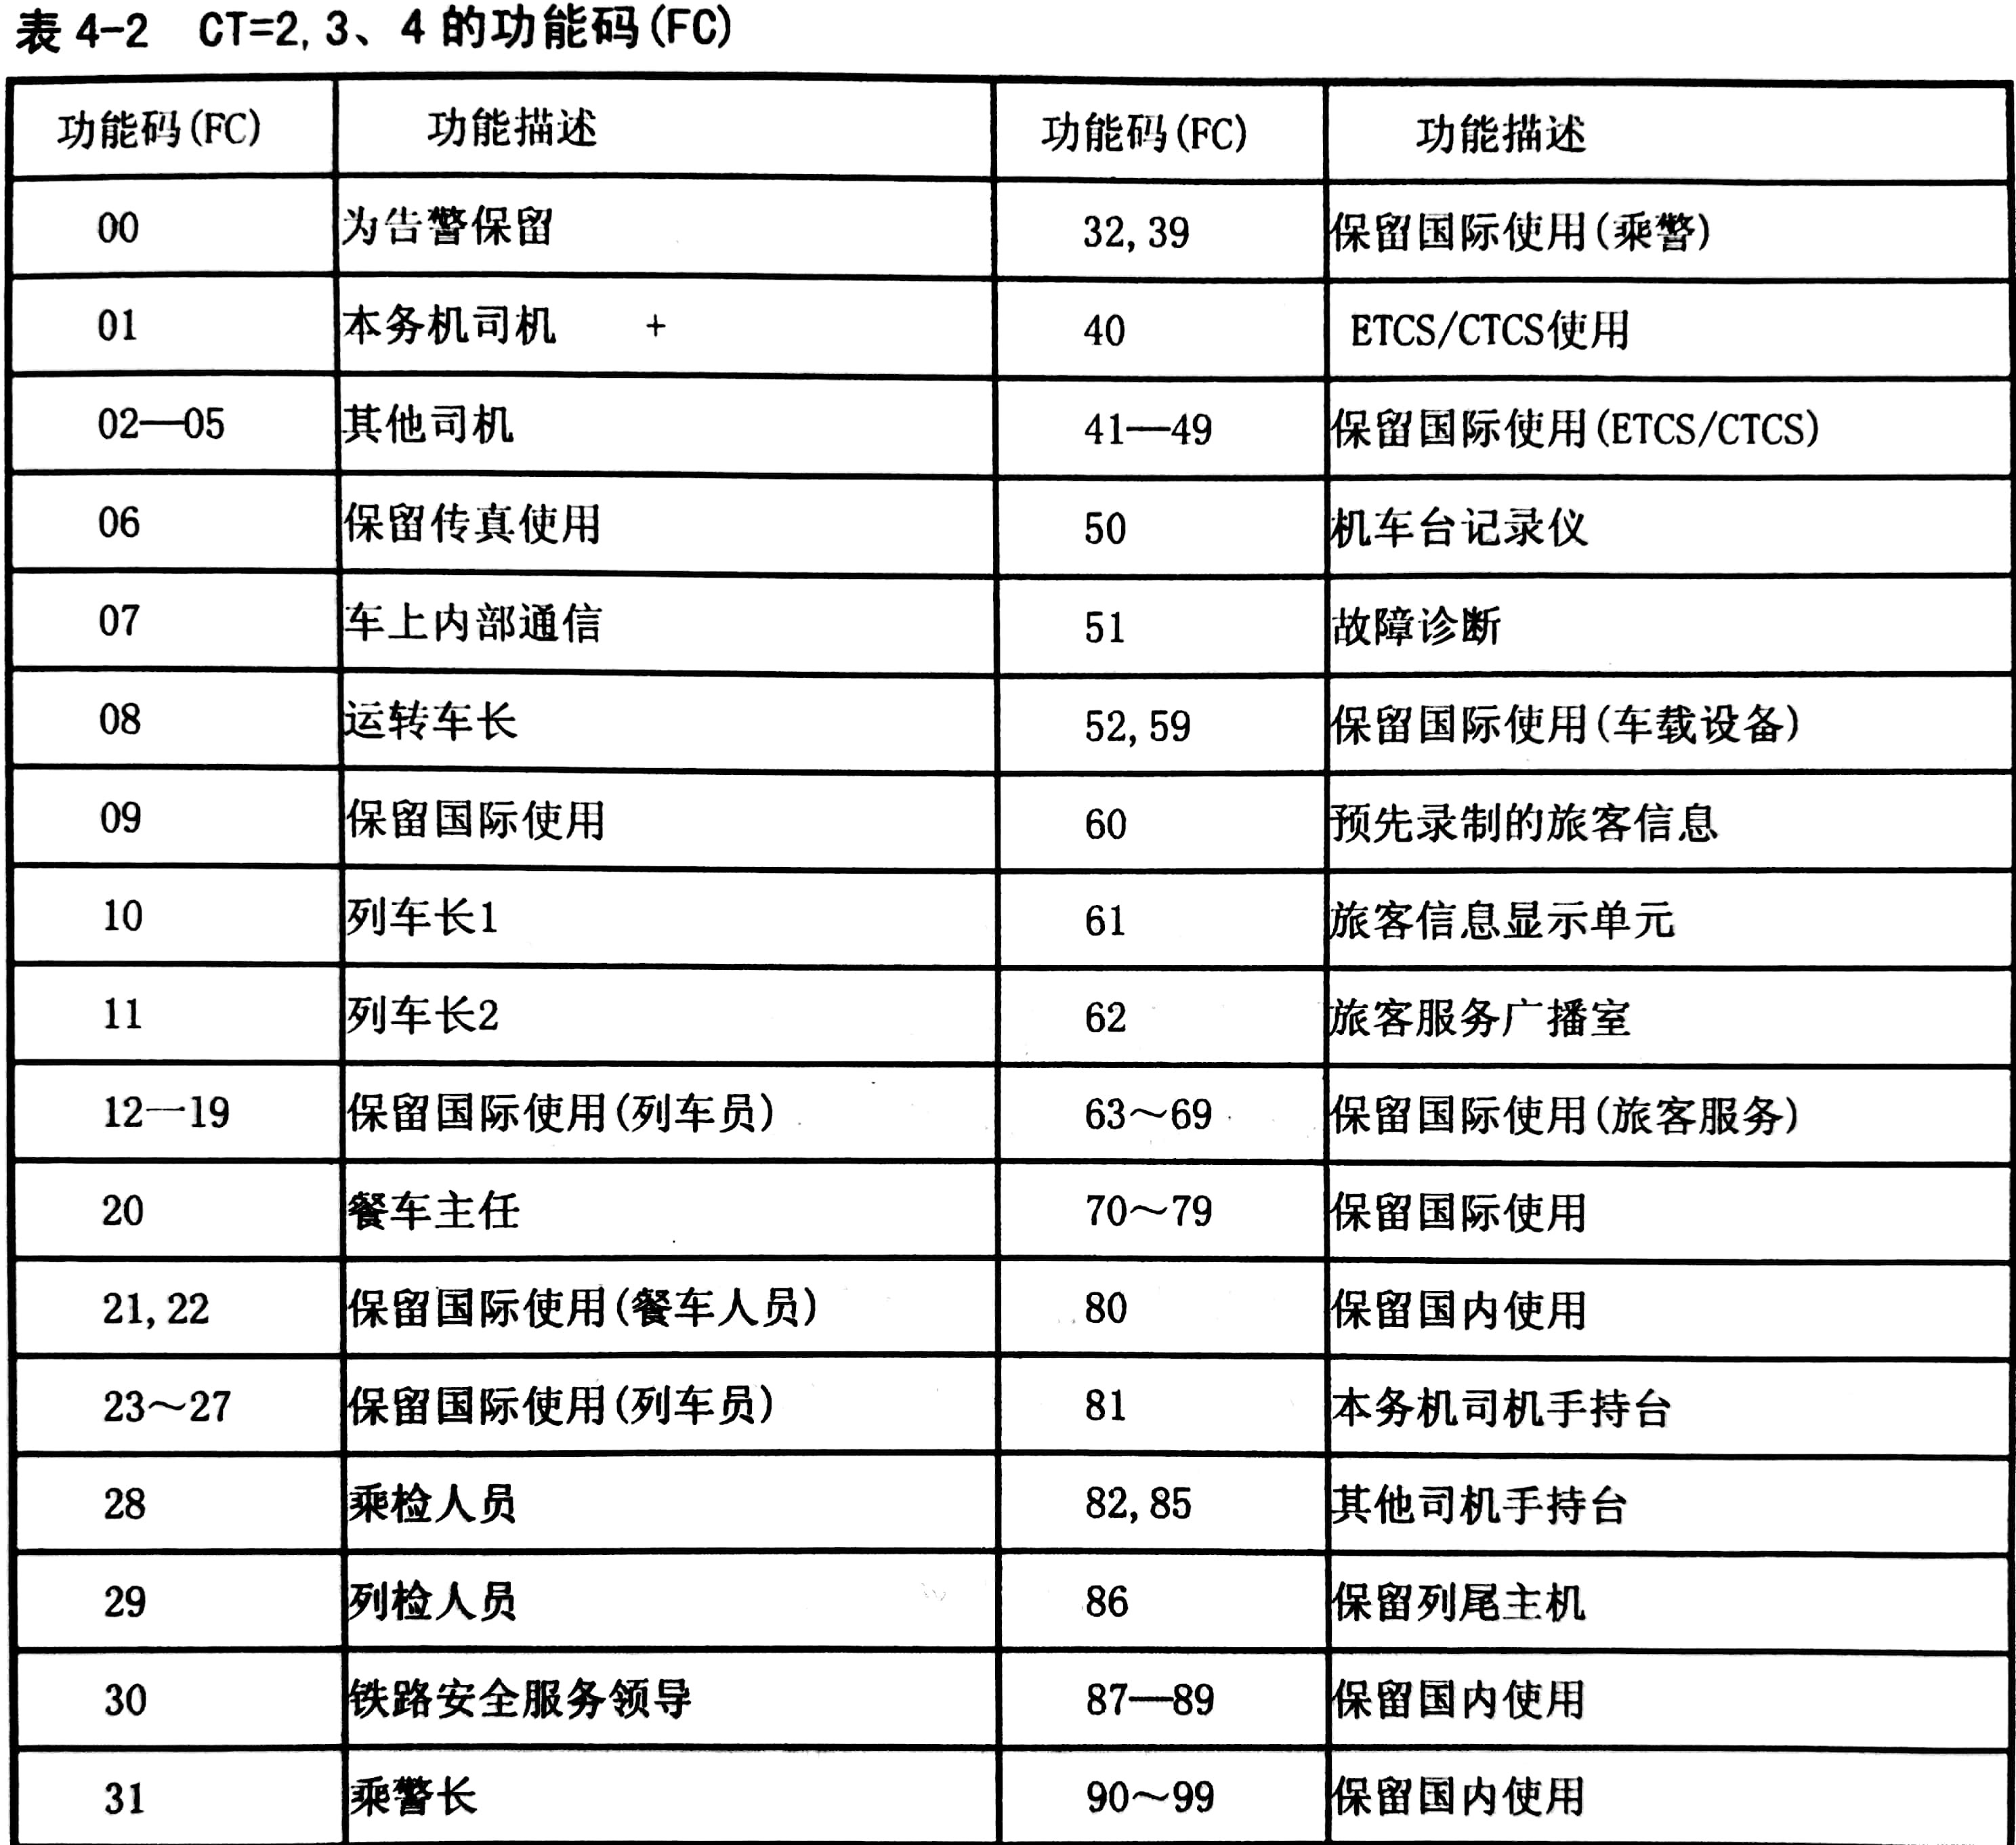 表 4-2 CT=2, 3、4 的功能码(FC)
功能码(FC) 功能描述 功能码(FC) 功能描述
00 为告警保留 32,39 保留国际使用(乘警)
01 本务机司机 + 40 ETCS/CTCS使用
02—05 其他司机 41—49 保留国际使用(ETCS/CTCS)
06 保留传真使用 50 机车台记录仪
07 车上内部通信 51 故障诊断
08 运转车长 52,59 保留国际使用(车载设备)
09 保留国际使用 60 预先录制的旅客信息
10 列车长1 61 旅客信息显示单元
11 列车长2 62 旅客服务广播室
12—19 保留国际使用(列车员) 63～69 保留国际使用(旅客服务)
20 餐车主任 70～79 保留国际使用
21,22 保留国际使用(餐车人员) 80 保留国内使用
23～27 保留国际使用(列车员) 81 本务机司机手持台
28 乘检人员 82,85 其他司机手持台
29 列检人员 86 保留列尾主机
30 铁路安全服务领导 87—89 保留国内使用
31 乘警长 90～99 保留国内使用